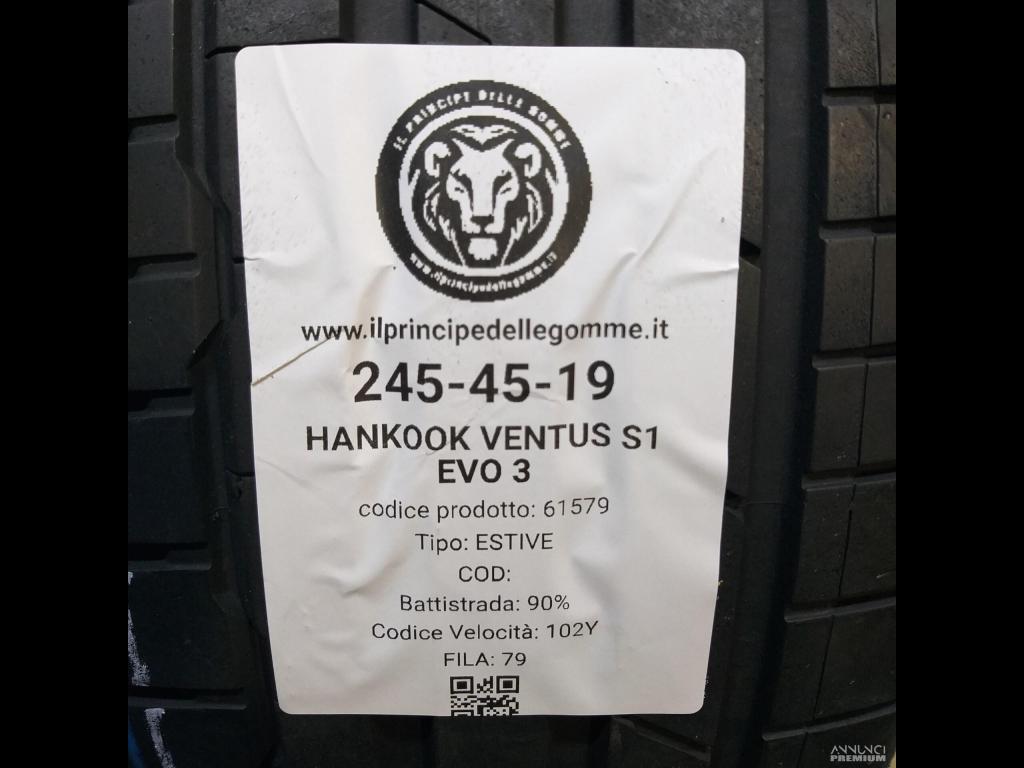 IL PRINCIPE DELLE GOMME
www.ilprincipedellegomme.it
www.ilprincipedellegomme.it
245-45-19
HANKOOK VENTUS S1
EVO 3
codice prodotto: 61579
Tipo: ESTIVE
COD:
Battistrada: 90%
Codice Velocità: 102Y
FILA: 79
ANNUNCI
PREMIUM